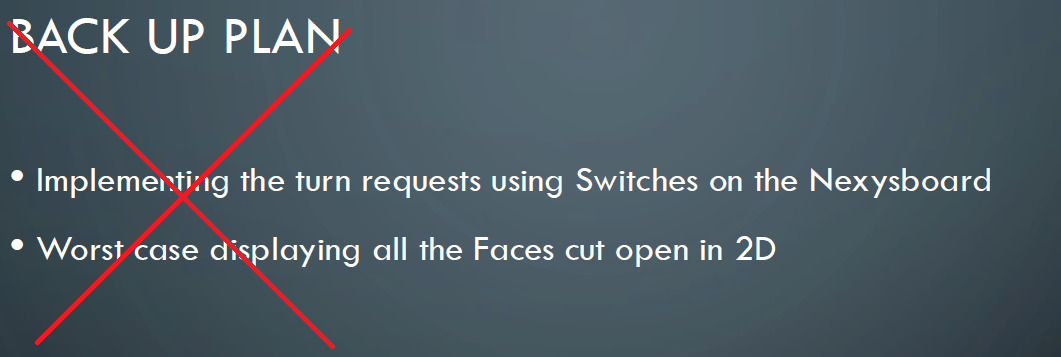 BACK UP PLAN
• Implementing the turn requests using Switches on the Nexysboard
• Worst case displaying all the Faces cut open in 2D